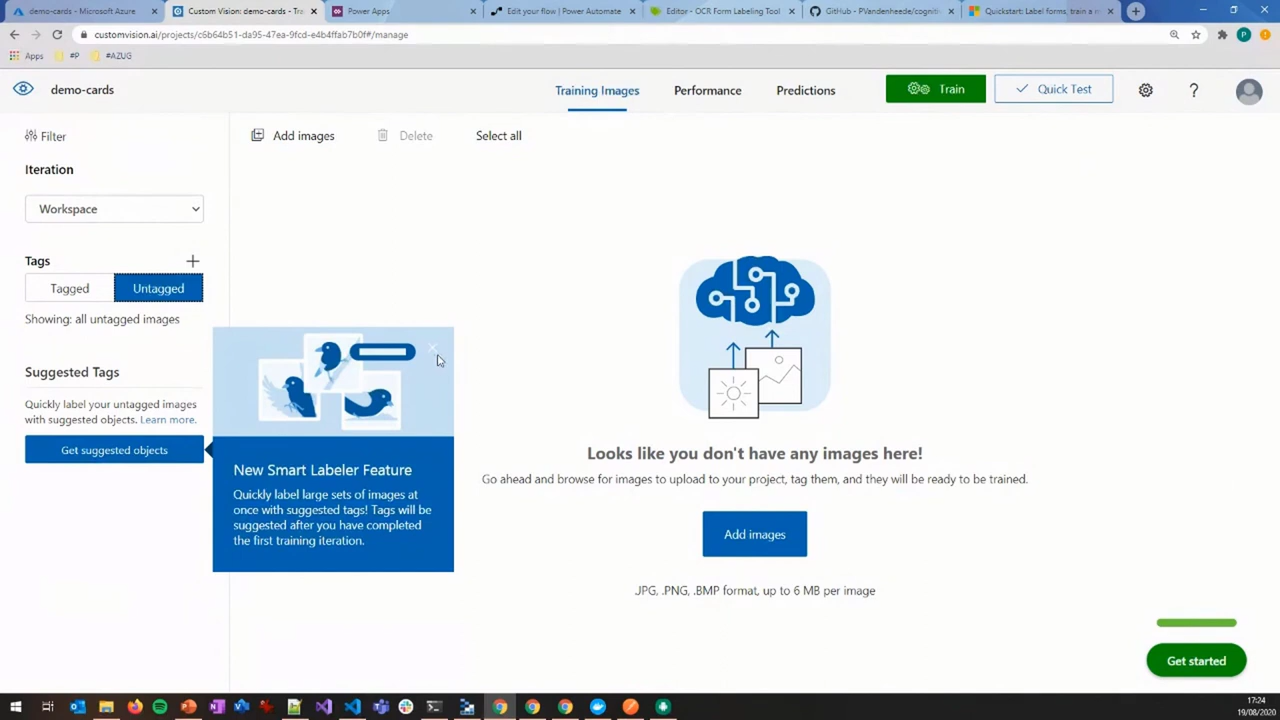 demo-cards - Microsoft Azure
Custom Vision: demo-cards - Tra
Power Apps
Edit your flow | Power Automate
Editor - OCR Form Labeling Tool
GitHub - PVandenheede/cogniti
Quickstart: Label forms, train a m
customvision.ai/projects/c6b64b51-da95-47ea-9fcd-e4b4ffab7b0f#/manage
P
Apps
#P
#AZUG
demo-cards
Training Images
Performance
Predictions
Train
Quick Test
?
Filter
Add images
Delete
Select all
Iteration
Workspace
Tags
Tagged
Untagged
Showing: all untagged images
Suggested Tags
Quickly label your untagged images
with suggested objects. Learn more.
Get suggested objects
New Smart Labeler Feature
Quickly label large sets of images at
once with suggested tags! Tags will be
suggested after you have completed
the first training iteration.
Looks like you don't have any images here!
Go ahead and browse for images to upload to your project, tag them, and they will be ready to be trained.
Add images
.JPG, .PNG, .BMP format, up to 6 MB per image
Get started
17:24
19/08/2020